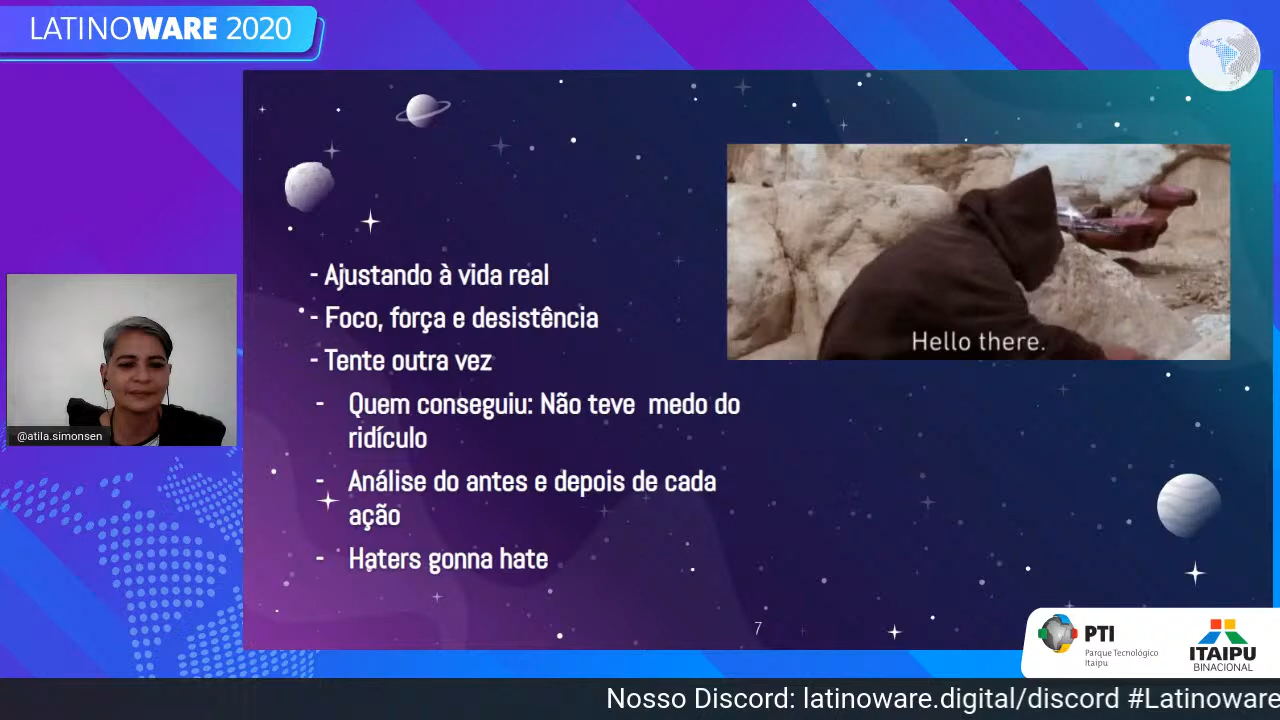 LATINOWARE 2020
- Ajustando à vida real
- Foco, força e desistência
- Tente outra vez
- Quem conseguiu: Não teve medo do
ridículo
- Análise do antes e depois de cada
ação
- Haters gonna hate
Hello there.
@atila.simonsen
7
PTI
Parque Tecnológico
Itaipu
ITAIPU
BINACIONAL
Nosso Discord: latinoware.digital/discord #Latinoware